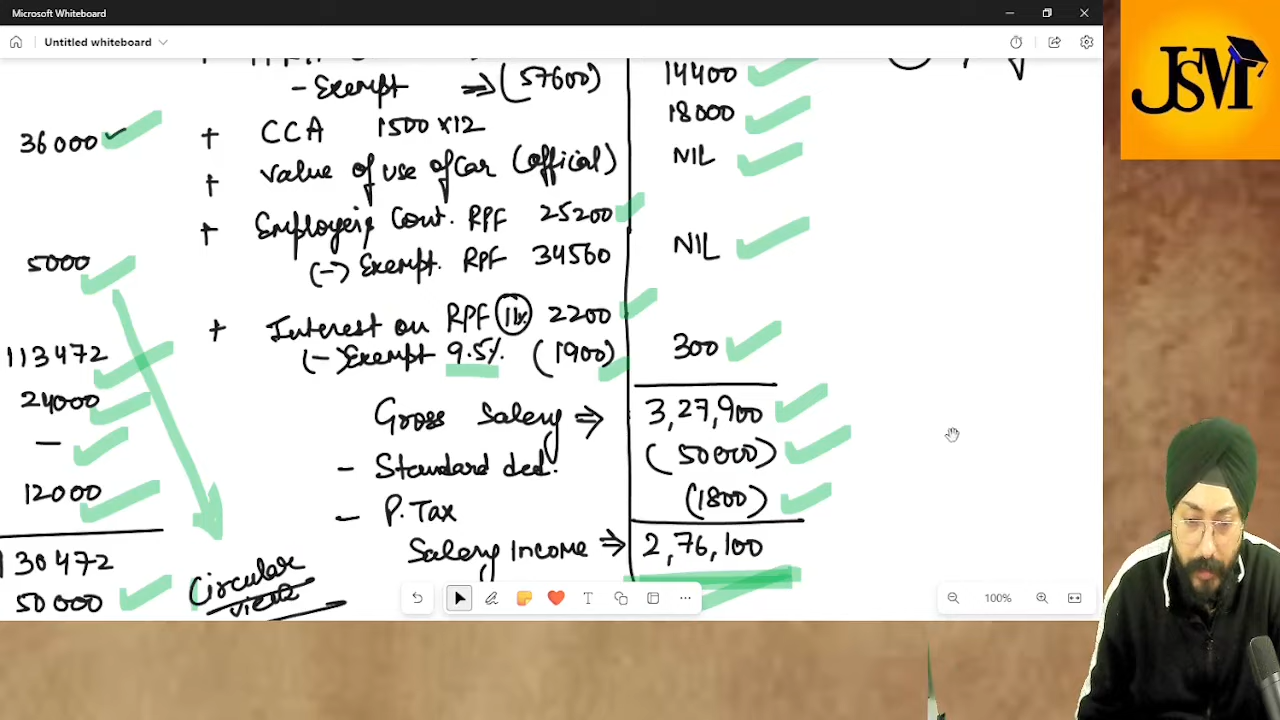 Microsoft Whiteboard
Untitled whiteboard
- Exempt ⇒ (57600)
14400
36000
+ CCA 1500×12
18000
+ Value of use of Car (official)
NIL
+ Employer's Cont. RPF 25200
5000
(-) Exempt. RPF 34560
NIL
+ Interest on RPF 11% 2200
113472
(-) Exempt 9.5%. (1900)
300
24000
Gross Salary ⇒
3,27,900
—
- Standard ded.
(50000)
12000
- P. Tax
(1800)
Salary Income ⇒
2,76,100
130472
50000
Circular
view
100%
JSM